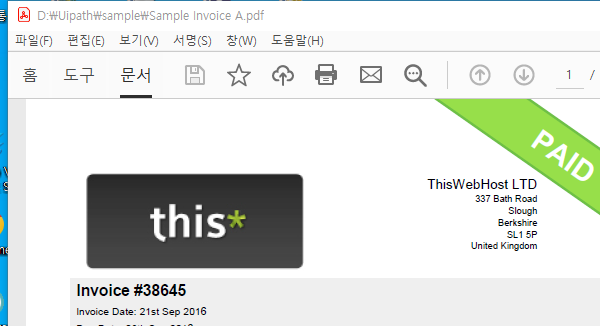 D:\Uipath\sample\Sample Invoice A.pdf
파일(F) 편집(E) 보기(V) 서명(S) 창(W) 도움말(H)
홈 도구 문서 1 /
PAID
this*
ThisWebHost LTD
337 Bath Road
Slough
Berkshire
SL1 5P
United Kingdom
Invoice #38645
Invoice Date: 21st Sep 2016